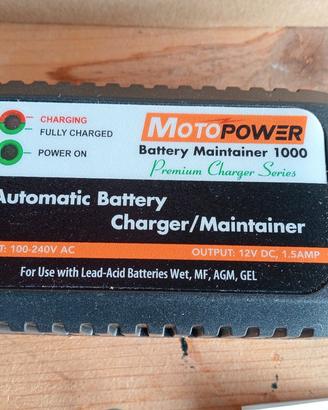 CHARGING
FULLY CHARGED
POWER ON
MOTOPOWER
Battery Maintainer 1000
Premium Charger Series
Automatic Battery
Charger/Maintainer
100-240V AC OUTPUT: 12V DC, 1.5AMP
For Use with Lead-Acid Batteries Wet, MF, AGM, GEL